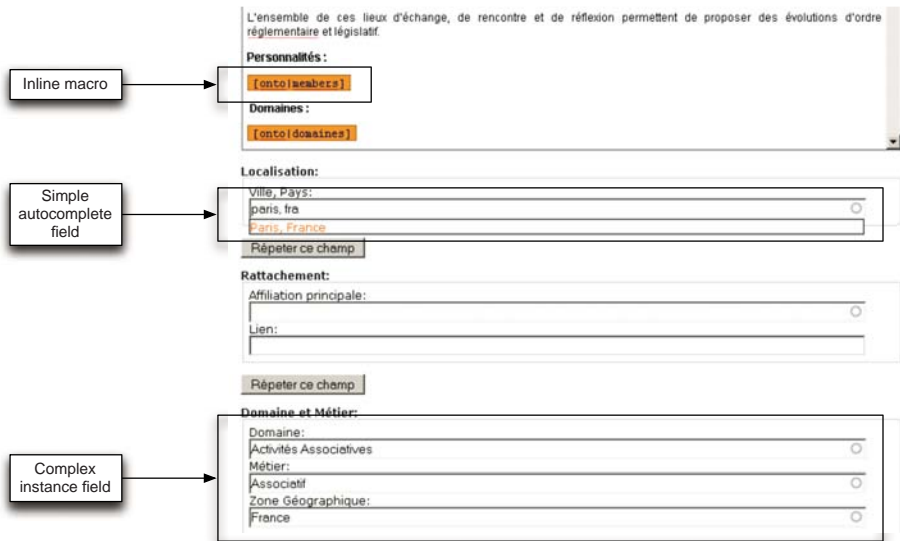 L'ensemble de ces lieux d'échange, de rencontre et de réflexion permettent de proposer des évolutions d'ordre
réglementaire et législatif.
Personnalités :
Inline macro
[onto|members]
Domaines :
[onto|domaines]
Localisation:
Simple
autocomplete
field
Ville, Pays:
paris, fra
Paris, France
Répeter ce champ
Rattachement:
Affiliation principale:
Lien:
Répeter ce champ
Domaine et Métier:
Complex
instance field
Domaine:
Activités Associatives
Métier:
Associatif
Zone Géographique:
France